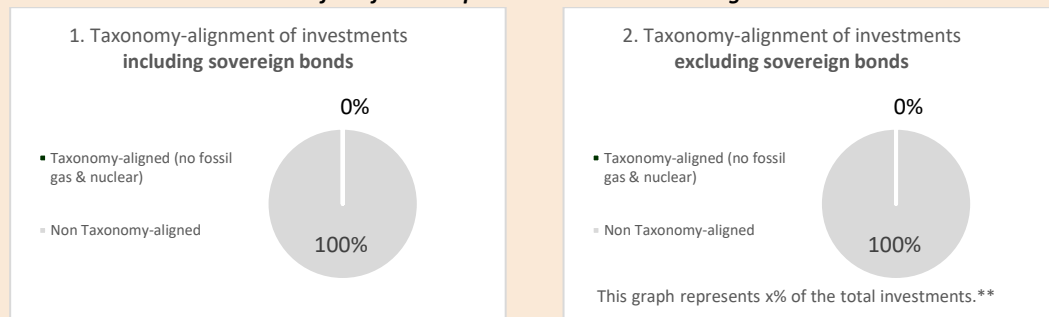 1. Taxonomy-alignment of investments
including sovereign bonds
0%
Taxonomy-aligned (no fossil
gas & nuclear)
Non Taxonomy-aligned
100%
2. Taxonomy-alignment of investments
excluding sovereign bonds
0%
Taxonomy-aligned (no fossil
gas & nuclear)
Non Taxonomy-aligned
100%
This graph represents x% of the total investments.**